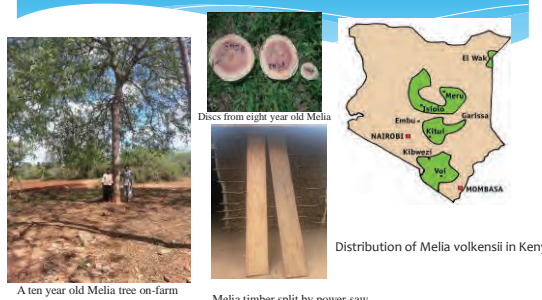 Discs from eight year old Melia
A ten year old Melia tree on-farm
Melia timber split by power-saw
El Wak
Meru
Isiolo
Garissa
Embu
Kitui
NAIROBI
Kibwezi
Voi
MOMBASA
Distribution of Melia volkensii in Keny